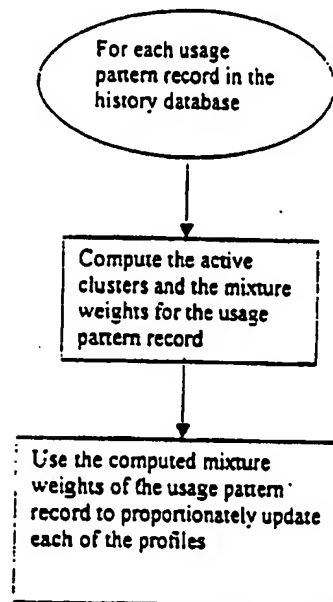 For each usage
pattern record in the
history database
Compute the active
clusters and the mixture
weights for the usage
pattern record
Use the computed mixture
weights of the usage pattern
record to proportionately update
each of the profiles